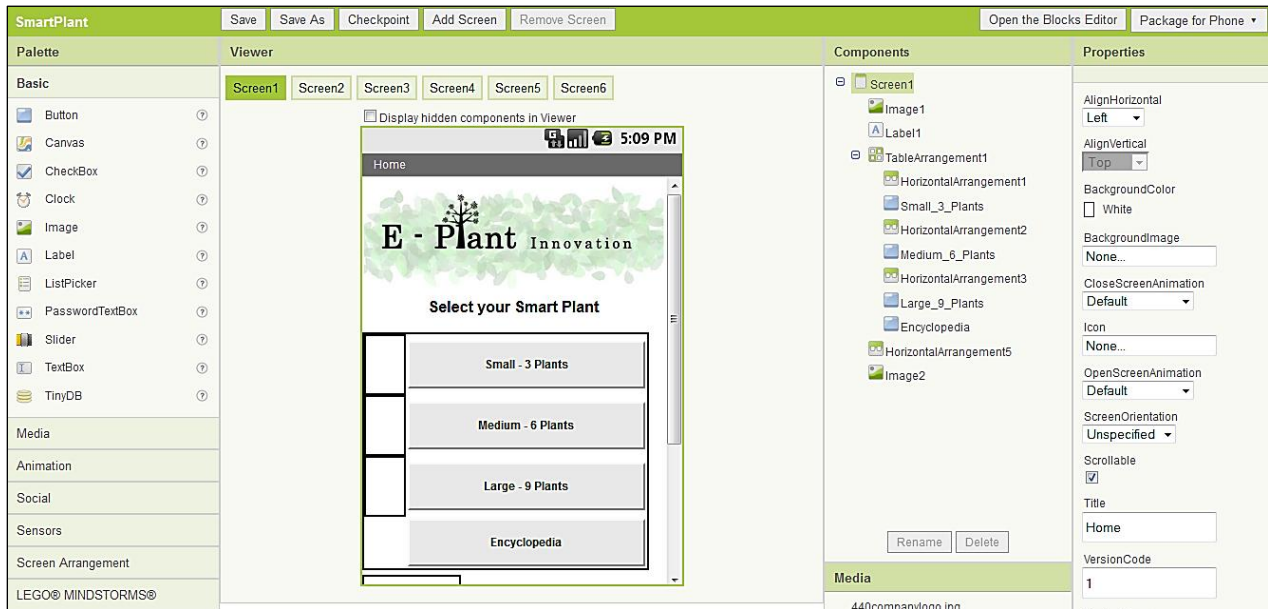 SmartPlant
Save
Save As
Checkpoint
Add Screen
Remove Screen
Open the Blocks Editor
Package for Phone
Palette
Basic
Button
Canvas
CheckBox
Clock
Image
Label
ListPicker
PasswordTextBox
Slider
TextBox
TinyDB
Media
Animation
Social
Sensors
Screen Arrangement
LEGO® MINDSTORMS®
Viewer
Screen1
Screen2
Screen3
Screen4
Screen5
Screen6
Display hidden components in Viewer
5:09 PM
Home
E - Plant Innovation
Select your Smart Plant
Small - 3 Plants
Medium - 6 Plants
Large - 9 Plants
Encyclopedia
Components
Screen1
Image1
A Label1
TableArrangement1
HorizontalArrangement1
Small_3_Plants
HorizontalArrangement2
Medium_6_Plants
HorizontalArrangement3
Large_9_Plants
Encyclopedia
HorizontalArrangement5
Image2
Rename
Delete
Media
440companylogo.jpg
Properties
AlignHorizontal
Left
AlignVertical
Top
BackgroundColor
White
BackgroundImage
None...
CloseScreenAnimation
Default
Icon
None...
OpenScreenAnimation
Default
ScreenOrientation
Unspecified
Scrollable
Title
Home
VersionCode
1